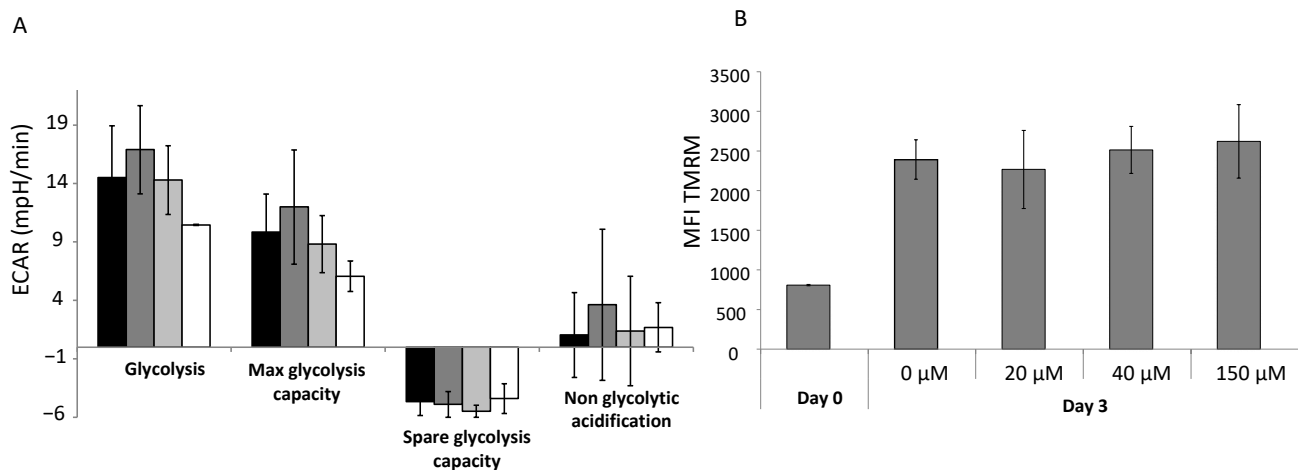 A
ECAR (mpH/min)
19
14
9
4
−1
−6
Glycolysis
Max glycolysis
capacity
Spare glycolysis
capacity
Non glycolytic
acidification
B
MFI TMRM
3500
3000
2500
2000
1500
1000
500
0
0 μM
20 μM
40 μM
150 μM
Day 0
Day 3